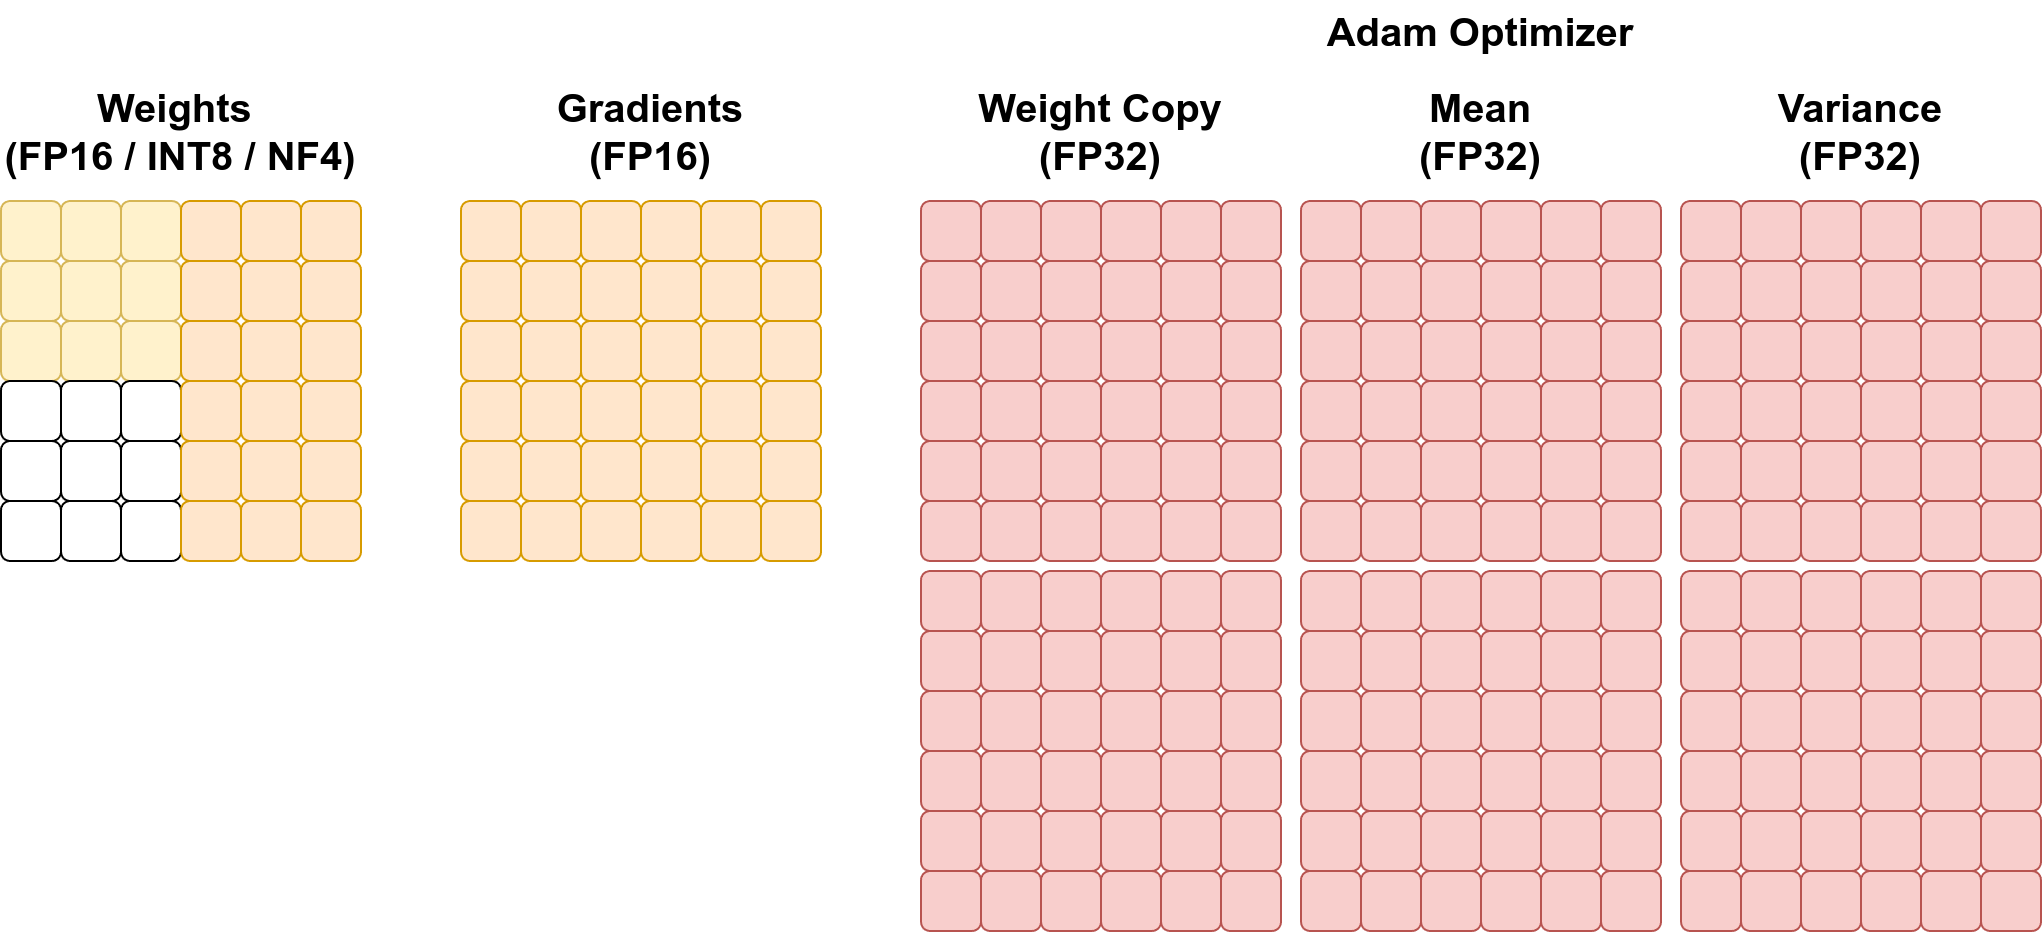 Adam Optimizer
Weights
(FP16 / INT8 / NF4)
Gradients
(FP16)
Weight Copy
(FP32)
Mean
(FP32)
Variance
(FP32)